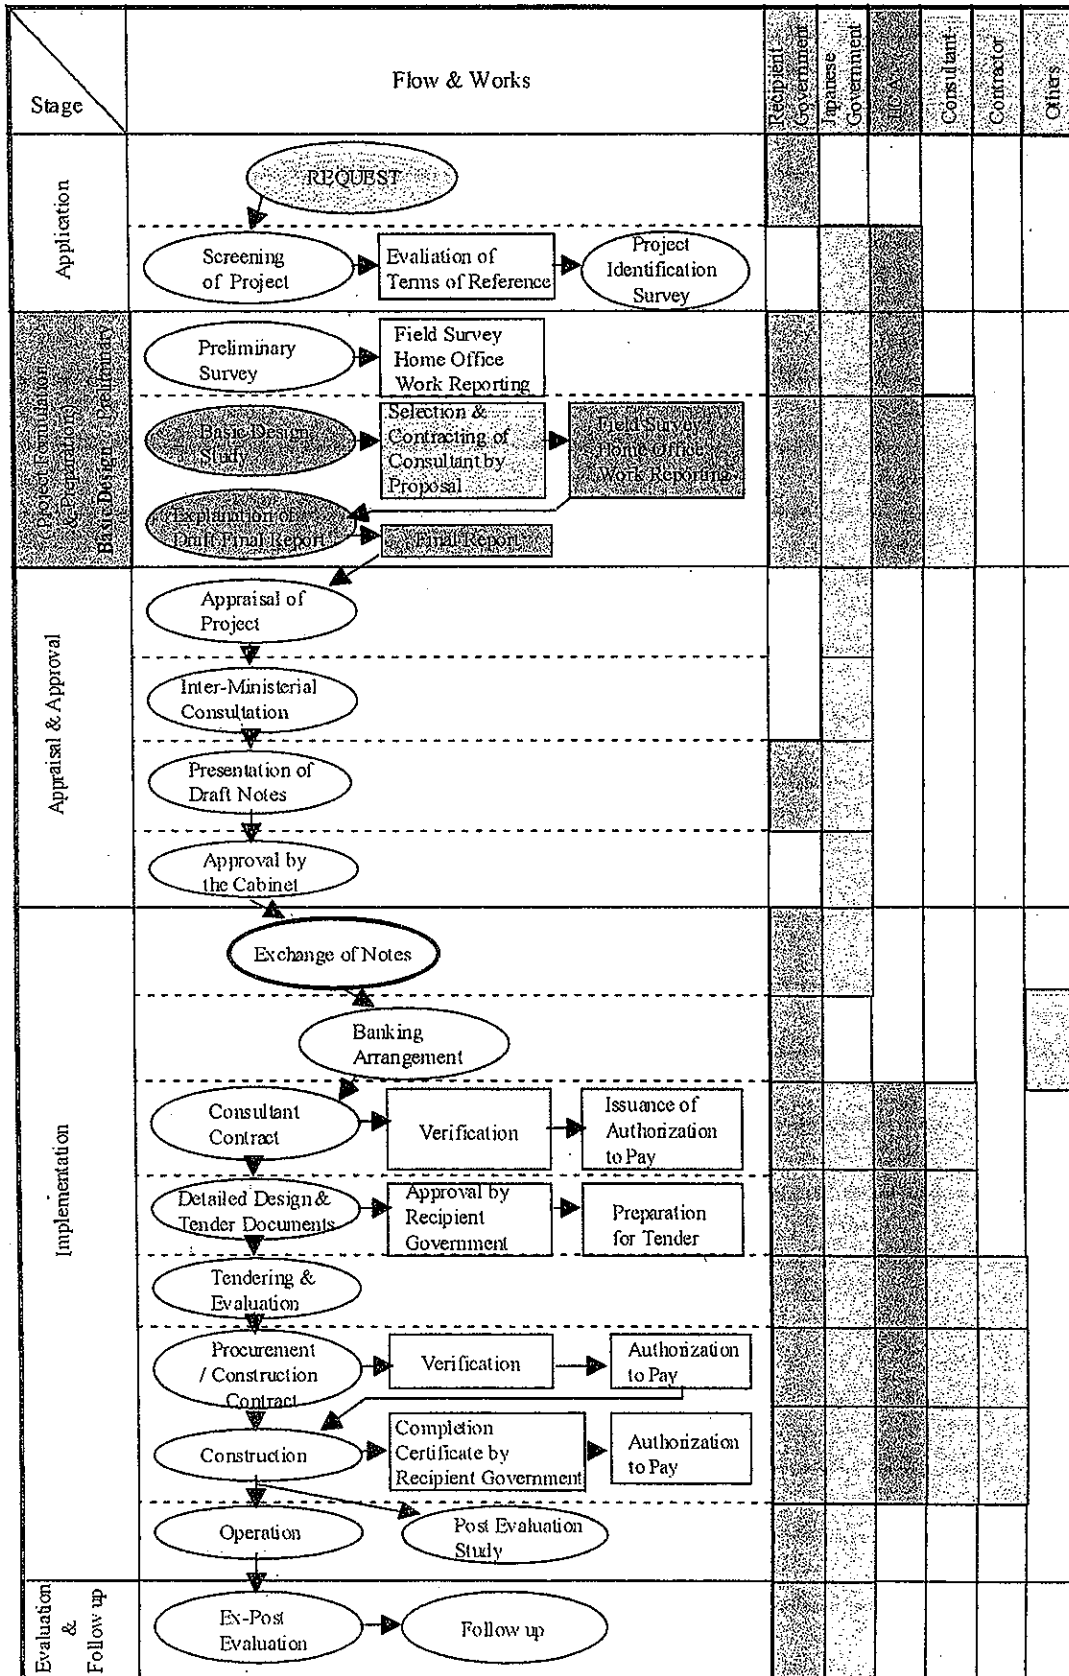 Stage
Flow & Works
Recipient
Government
Japanese
Government
Consultant
Contractor
Others
Application
REQUEST
Screening
of Project
Evaliation of
Terms of Reference
Project
Identification
Survey
(Project Formulation
& Preparation)
Basic Design Preliminary
Preliminary
Survey
Field Survey
Home Office
Work Reporting
Basic Design
Study
Selection &
Contracting of
Consultant by
Proposal
Field Survey
Home Office
Work Reporting
Explanation of
Draft Final Report
Final Report
Appraisal & Approval
Appraisal of
Project
Inter-Ministerial
Consultation
Presentation of
Draft Notes
Approval by
the Cabinet
Implementation
Exchange of Notes
Banking
Arrangement
Consultant
Contract
Verification
Issuance of
Authorization
to Pay
Detailed Design &
Tender Documents
Approval by
Recipient
Government
Preparation
for Tender
Tendering &
Evaluation
Procurement
/ Construction
Contract
Verification
Authorization
to Pay
Construction
Completion
Certificate by
Recipient Government
Authorization
to Pay
Operation
Post Evaluation
Study
Evaluation
&
Follow up
Ex-Post
Evaluation
Follow up